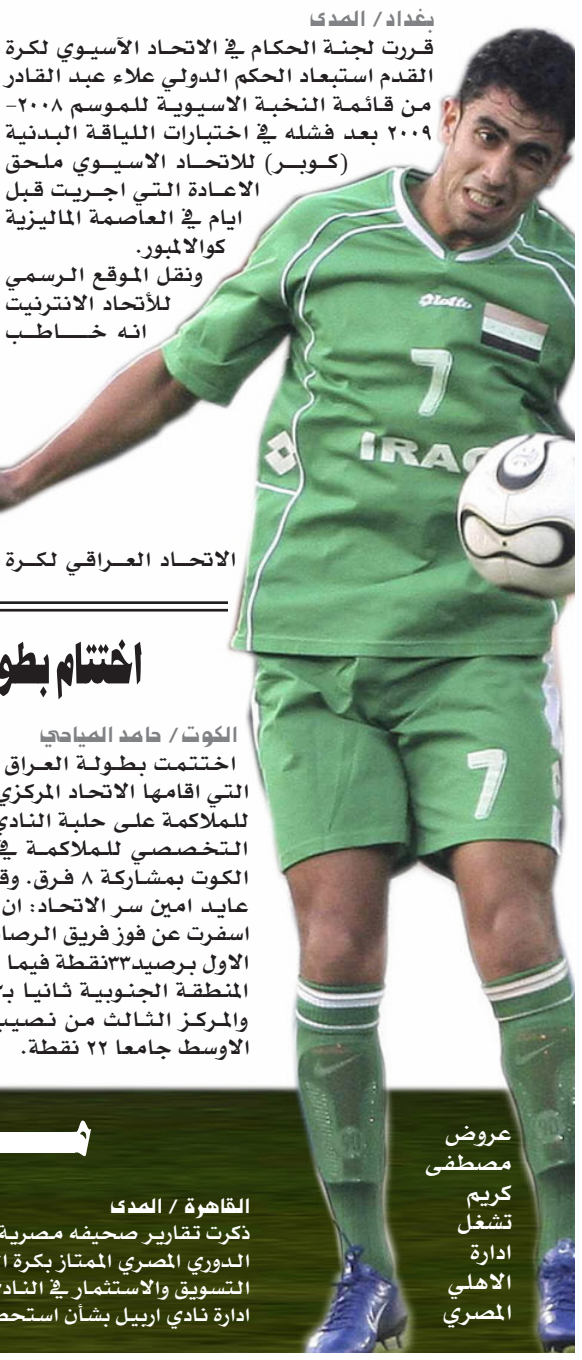 بغداد/ المدى
قررت لجنة الحكام في الاتحاد الآسيوي لكرة
القدم استبعاد الحكم الدولي علاء عبد القادر
من قائمة النخبة الاسيوية للموسم ٢٠٠٨-
٢٠٠٩ بعد فشله في اختبارات اللياقة البدنية
(كوبر) للاتحاد الاسيوي ملحق
الاعادة التي اجريت قبل
ايام في العاصمة الماليزية
كوالالمبور.
ونقل الموقع الرسمي
للأتحاد الانترنيت
انه خاطب
الاتحاد العراقي لكرة
lotto
7
IRAQ
7
اختتام
الكوت/ حامد المياحي
اختتمت بطولة العراق
التي اقامها الاتحاد المركزي
للملاكمة على حلبة النادي
التخصصي للملاكمة في
الكوت بمشاركة ٨ فرق.
عايد امين سر الاتحاد: ان
اسفرت عن فوز فريق
الاول برصيد٣٣نقطة فيما
المنطقة الجنوبية ثانيا
والمركز الثالث من نصيب
الاوسط جامعا ٢٢ نقطة.
القاهرة / المدى
ذكرت تقارير صحيفه مصرية
الدوري المصري الممتاز بكرة
التسويق والاستثمار في
ادارة نادي اربيل بشأن
عروض
مصطفى
كريم
تشغل
ادارة
الاهلي
المصري